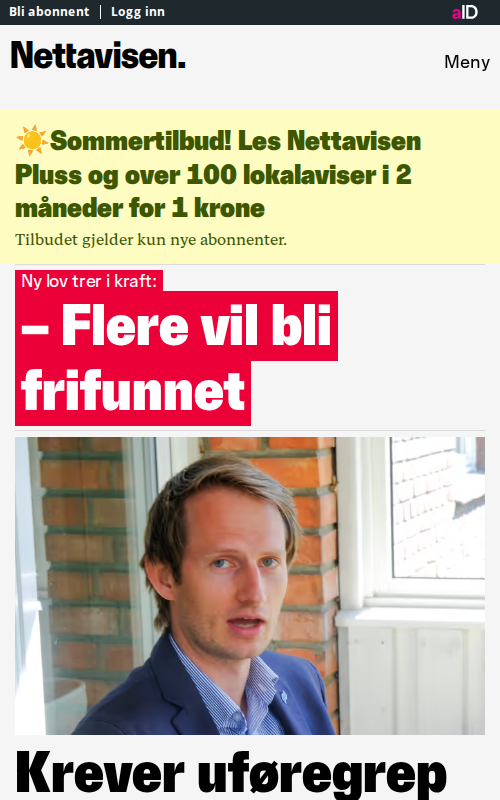 Bli abonnent | Logg inn
aID
Nettavisen.
Meny
☀️Sommertilbud! Les Nettavisen
Pluss og over 100 lokalaviser i 2
måneder for 1 krone
Tilbudet gjelder kun nye abonnenter.
Ny lov trer i kraft:
– Flere vil bli
frifunnet
Krever uføregrep